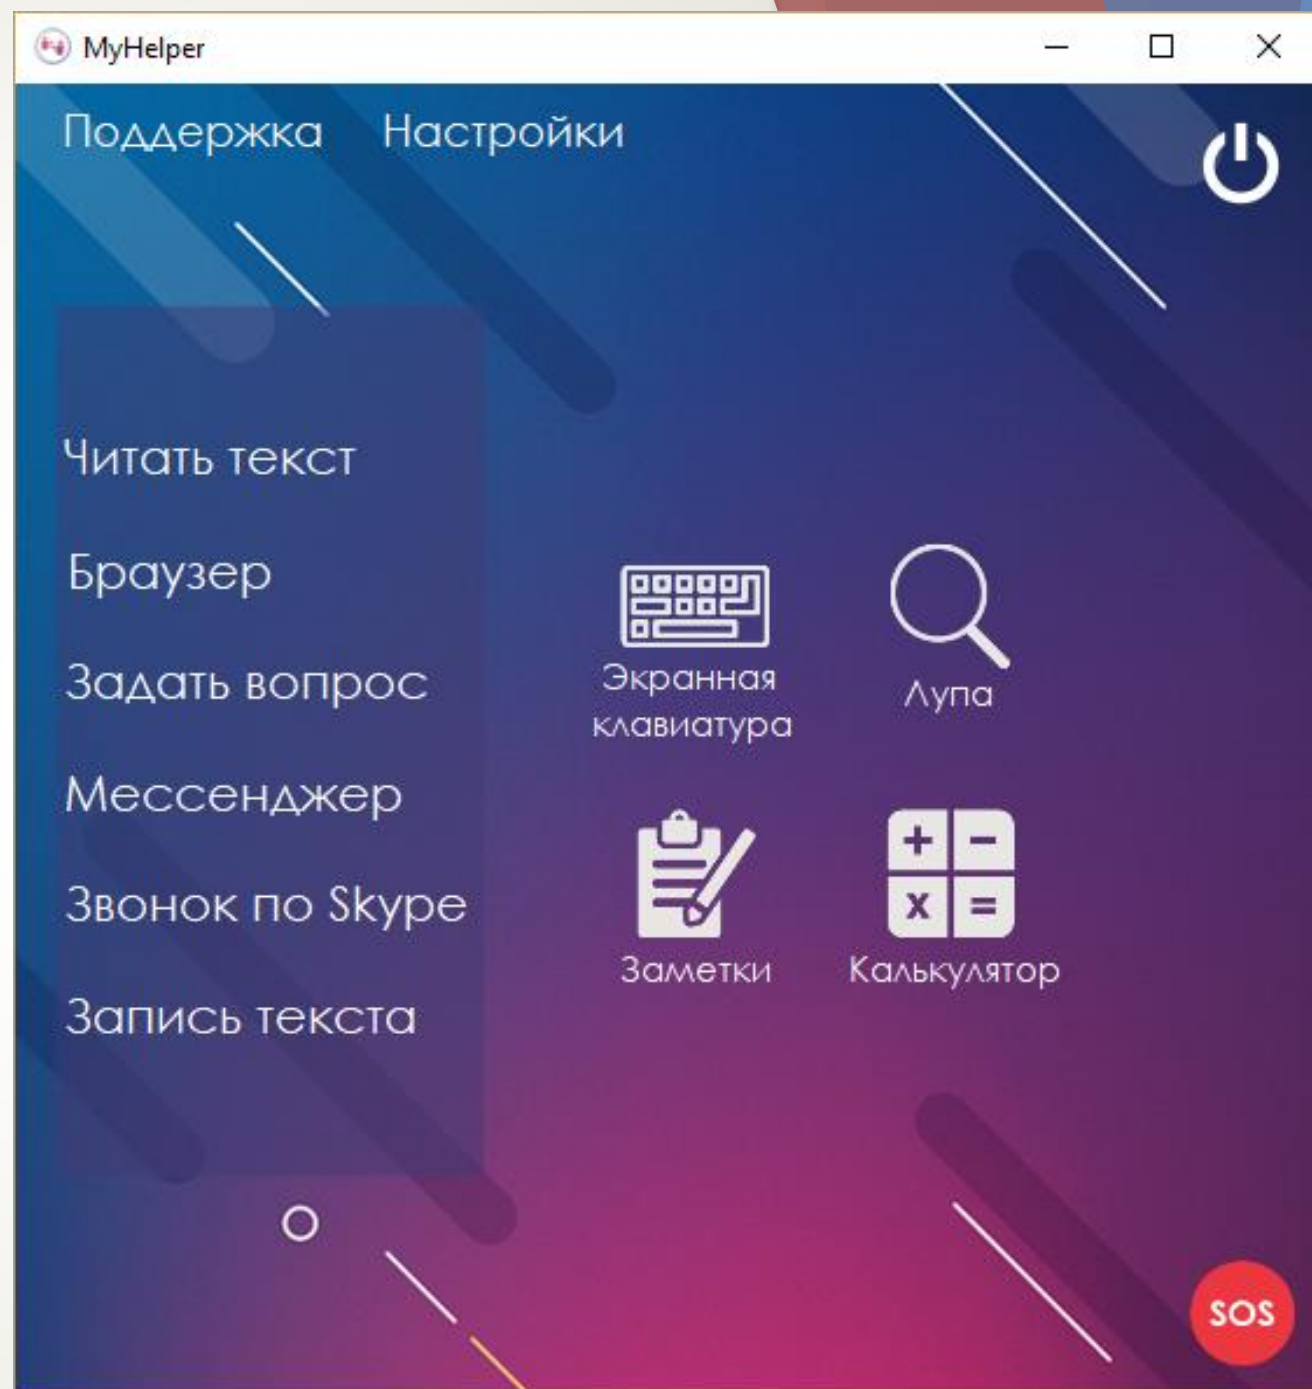 MyHelper
Поддержка Настройки
Читать текст
Браузер
Задать вопрос
Мессенджер
Звонок по Skype
Запись текста
Экранная
клавиатура
Лупа
Заметки
+ −
x =
Калькулятор
SOS